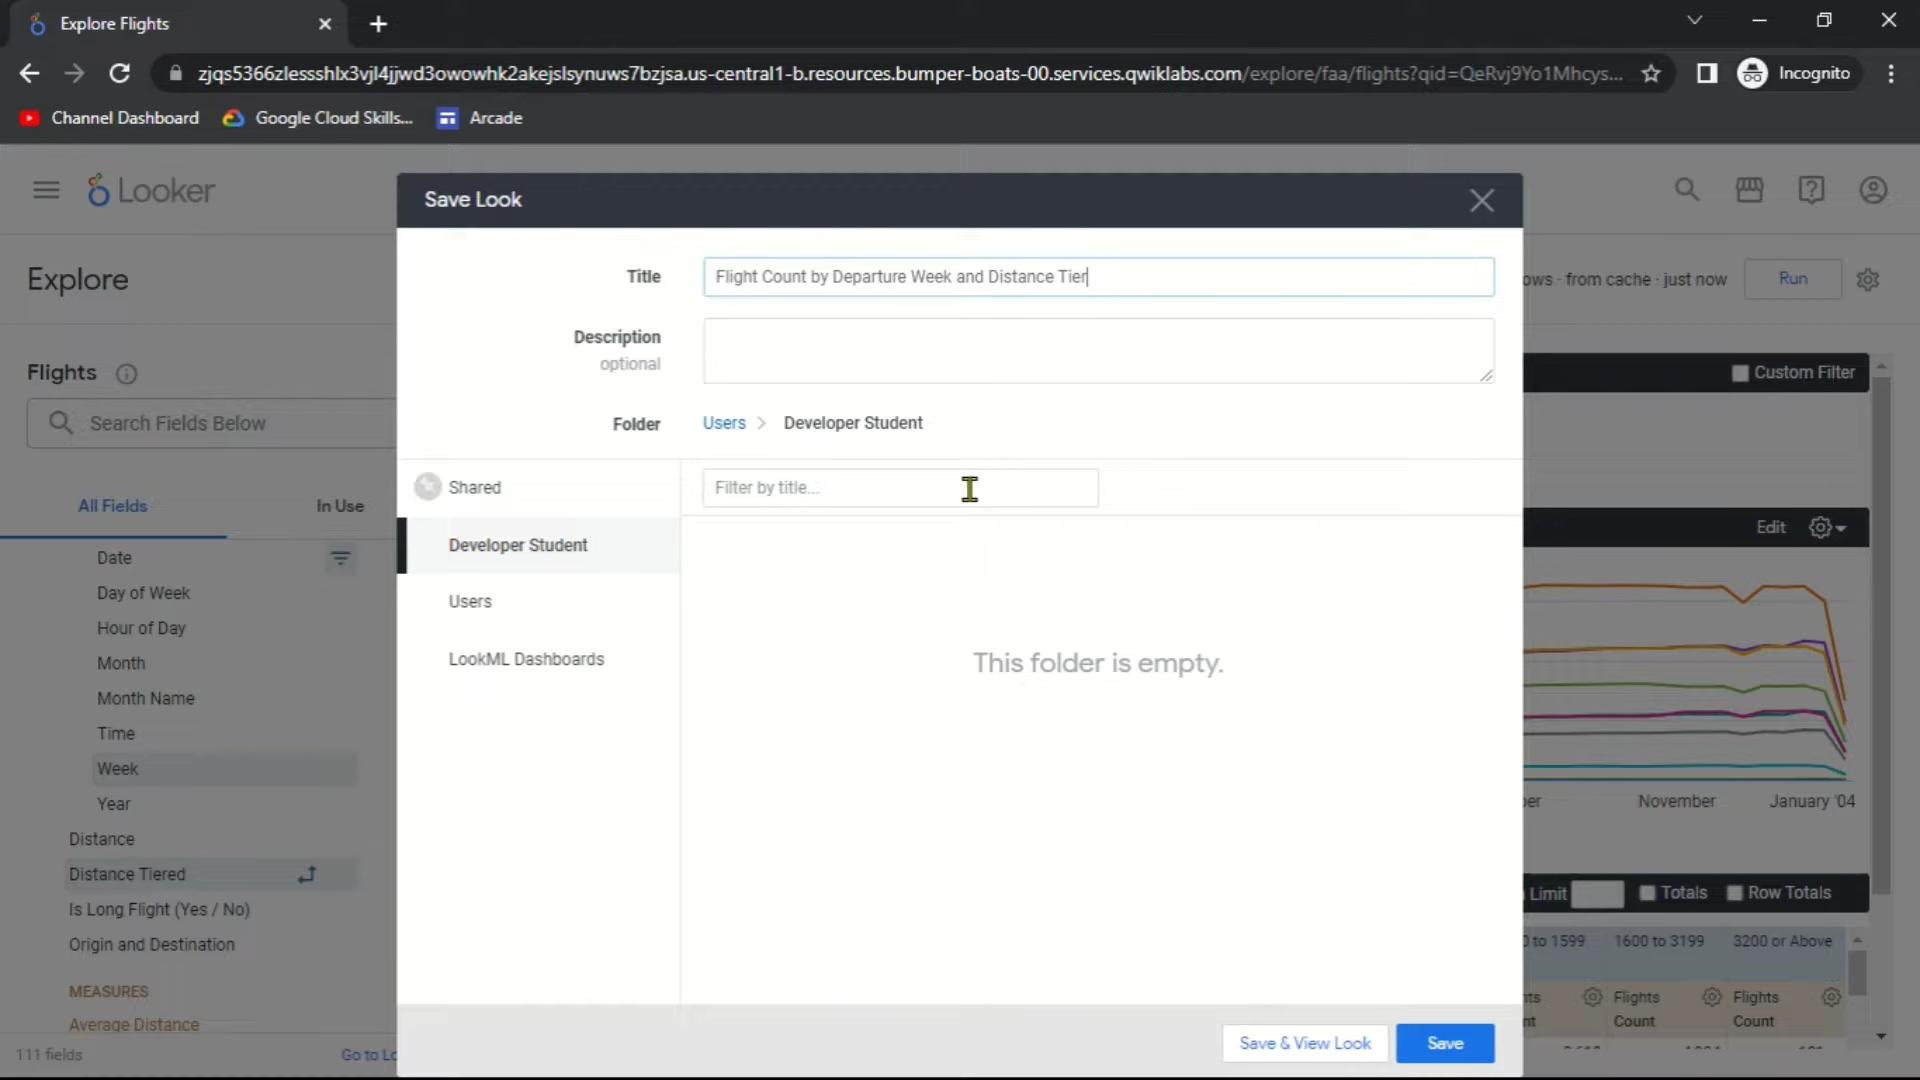 Explore Flights
zjqs5366zlessshlx3vjl4jjwd3owowhk2akejslsynuws7bzjsa.us-central1-b.resources.bumper-boats-00.services.qwiklabs.com/explore/faa/flights?qid=QeRvj9Yo1Mhcys...
Incognito
Channel Dashboard
Google Cloud Skills...
Arcade
Looker
Save Look
Explore
Title
Flight Count by Departure Week and Distance Tier
ows · from cache · just now
Run
Description
optional
Flights
Custom Filter
Search Fields Below
Folder
Users
Developer Student
All Fields
In Use
Shared
Filter by title...
Developer Student
Users
LookML Dashboards
This folder is empty.
Edit
Date
Day of Week
Hour of Day
Month
Month Name
Time
Week
Year
Distance
Distance Tiered
Is Long Flight (Yes / No)
Origin and Destination
MEASURES
Average Distance
111 fields
Go to Lo
November
January '04
Limit
Totals
Row Totals
0 to 1599
1600 to 3199
3200 or Above
Flights
Count
Flights
Count
Save & View Look
Save